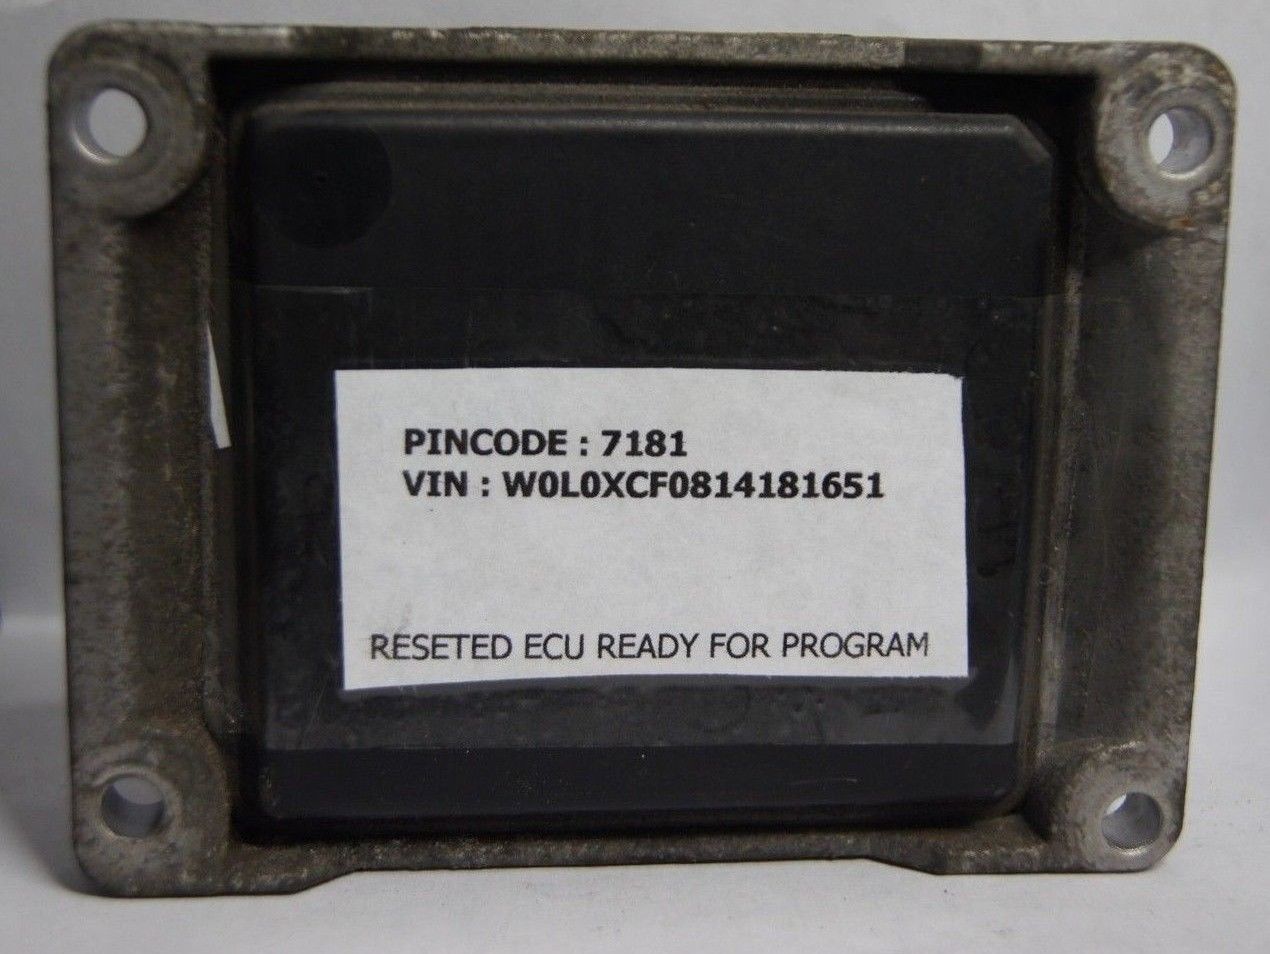 PINCODE : 7181
VIN : W0L0XCF0814181651
RESETED ECU READY FOR PROGRAM